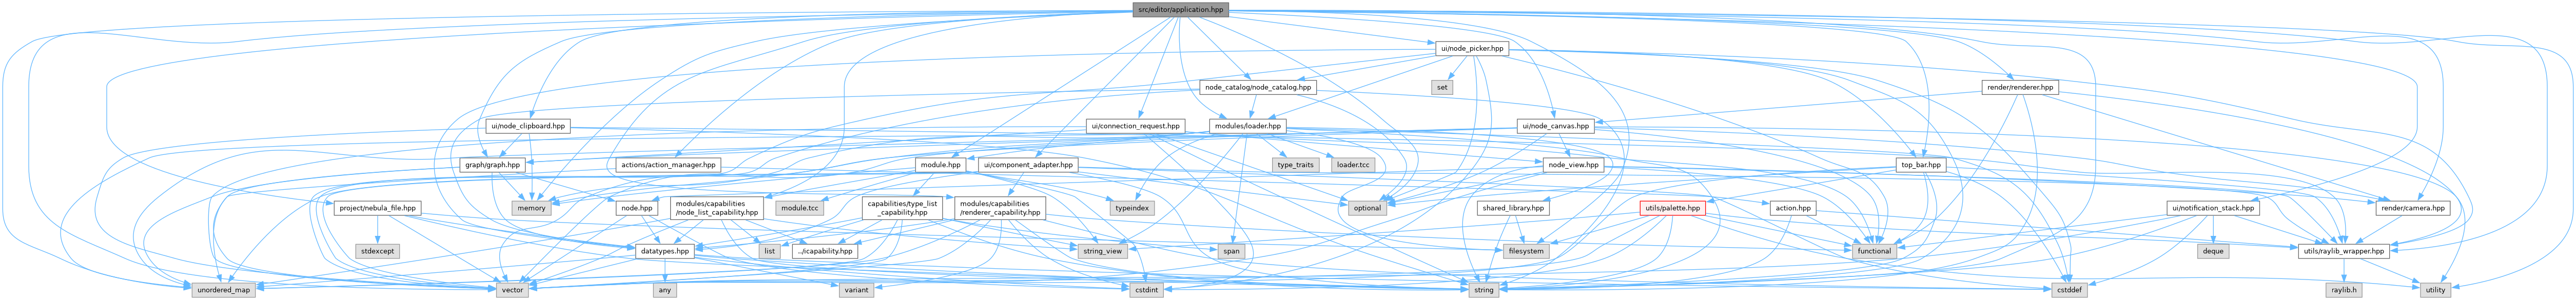 src/editor/application.hpp
ui/node_picker.hpp
set
node_catalog/node_catalog.hpp
render/renderer.hpp
ui/node_clipboard.hpp
ui/connection_request.hpp
modules/loader.hpp
ui/node_canvas.hpp
graph/graph.hpp
actions/action_manager.hpp
module.hpp
ui/component_adapter.hpp
type_traits
loader.tcc
node_view.hpp
top_bar.hpp
project/nebula_file.hpp
memory
node.hpp
modules/capabilities
/node_list_capability.hpp
module.tcc
capabilities/type_list
_capability.hpp
modules/capabilities
/renderer_capability.hpp
typeindex
optional
shared_library.hpp
utils/palette.hpp
action.hpp
ui/notification_stack.hpp
render/camera.hpp
stdexcept
datatypes.hpp
list
../icapability.hpp
string_view
span
filesystem
functional
deque
utils/raylib_wrapper.hpp
unordered_map
vector
any
variant
cstdint
string
cstddef
raylib.h
utility